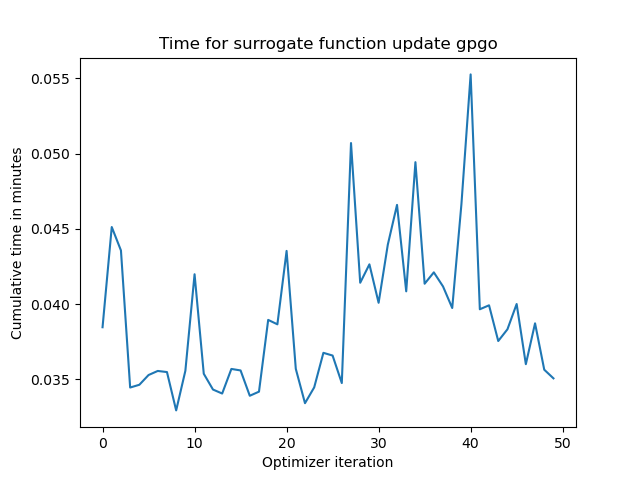 Time for surrogate function update gpgo
Cumulative time in minutes
0.055
0.050
0.045
0.040
0.035
0 10 20 30 40 50
Optimizer iteration